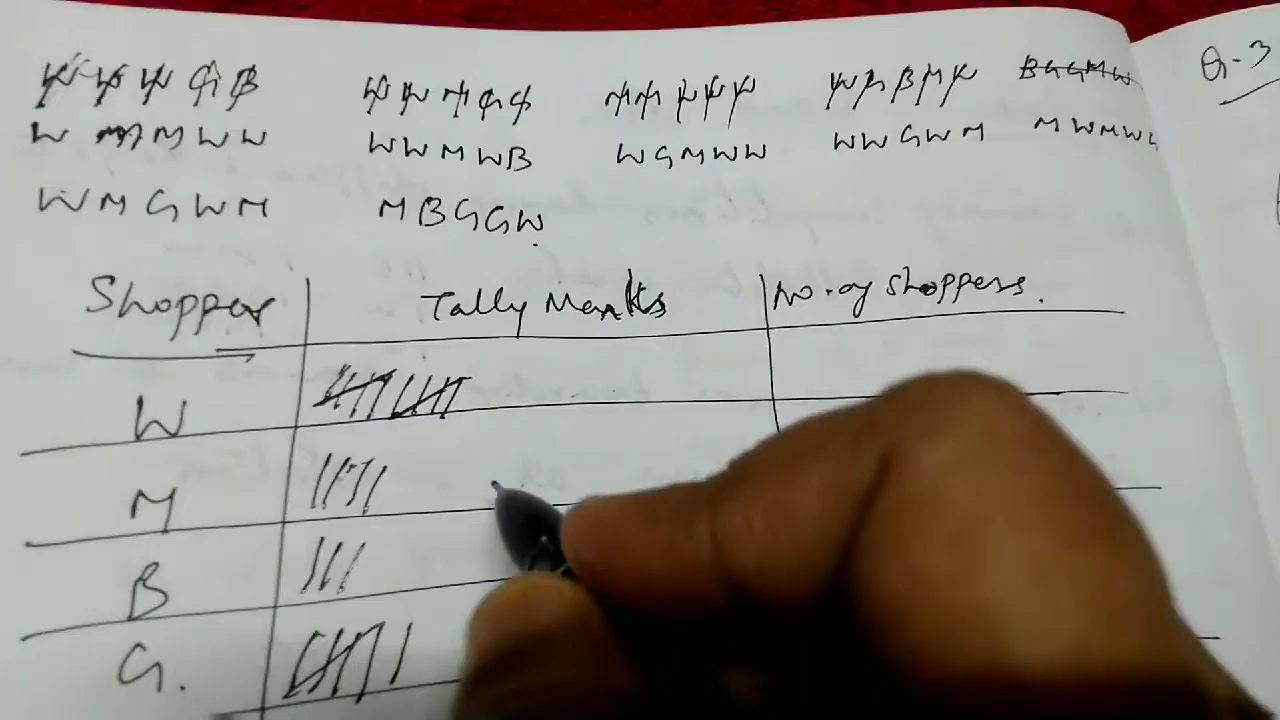 W W W G B W W M G G M M W W W W G B M W B G G M W Q-3
W M M W W W W M W B W G M W W W W G W M M W M W
W M G W M M B G G W
Shopper Tally Marks No. of Shoppers.
W
M
B
G.